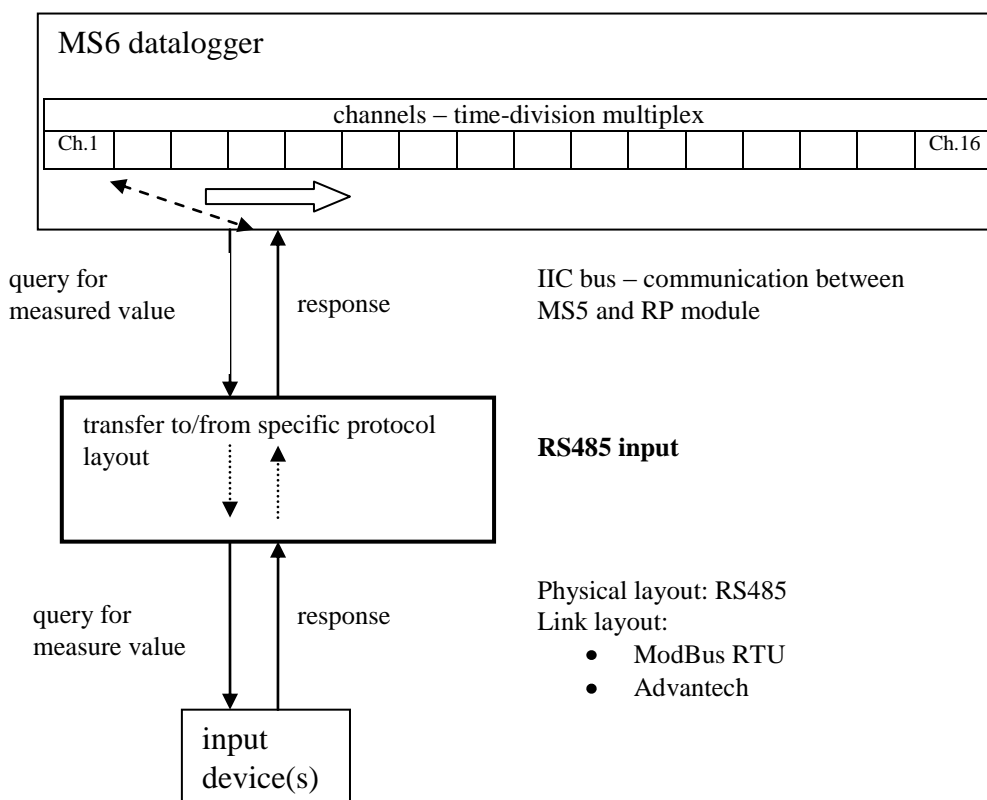 MS6 datalogger
channels – time-division multiplex
Ch.1
Ch.16
query for
measured value
response
IIC bus – communication between
MS5 and RP module
transfer to/from specific protocol
layout
RS485 input
query for
measure value
response
Physical layout: RS485
Link layout:
• ModBus RTU
• Advantech
input
device(s)